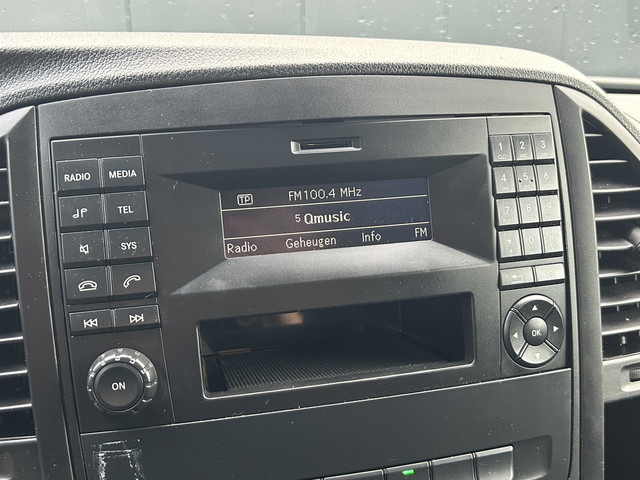 RADIO MEDIA
TEL
SYS
ON
TP FM100.4 MHz
5 Qmusic
Radio Geheugen Info FM
1 2 3
4 5 6
7 8 9
* 0 #
OK